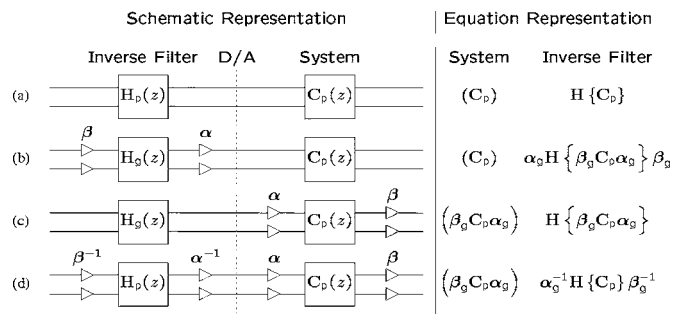 Schematic Representation Equation Representation
Inverse Filter D/A System System Inverse Filter
(a) H_p(z) C_p(z) (C_p) H{C_p}
β α
(b) H_g(z) C_p(z) (C_p) α_g H{β_g C_p α_g} β_g
α β
(c) H_g(z) C_p(z) (β_g C_p α_g) H{β_g C_p α_g}
β^-1 α^-1 α β
(d) H_p(z) C_p(z) (β_g C_p α_g) α_g^-1 H{C_p} β_g^-1